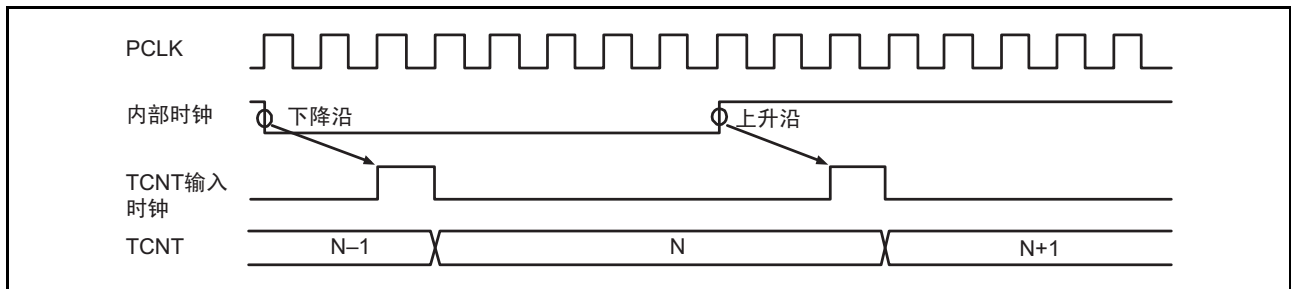 PCLK
内部时钟
下降沿
上升沿
TCNT输入
时钟
TCNT
N–1
N
N+1